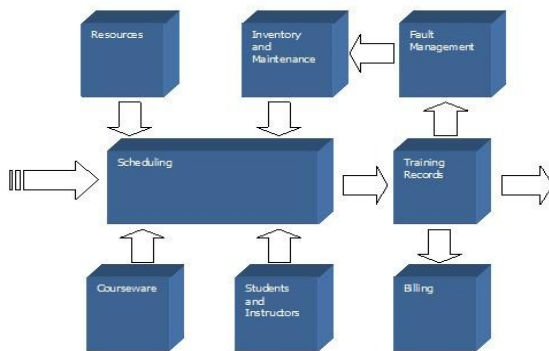 Resources
Inventory
and
Maintenance
Fault
Management
Scheduling
Training
Records
Courseware
Students
and
Instructors
Billing